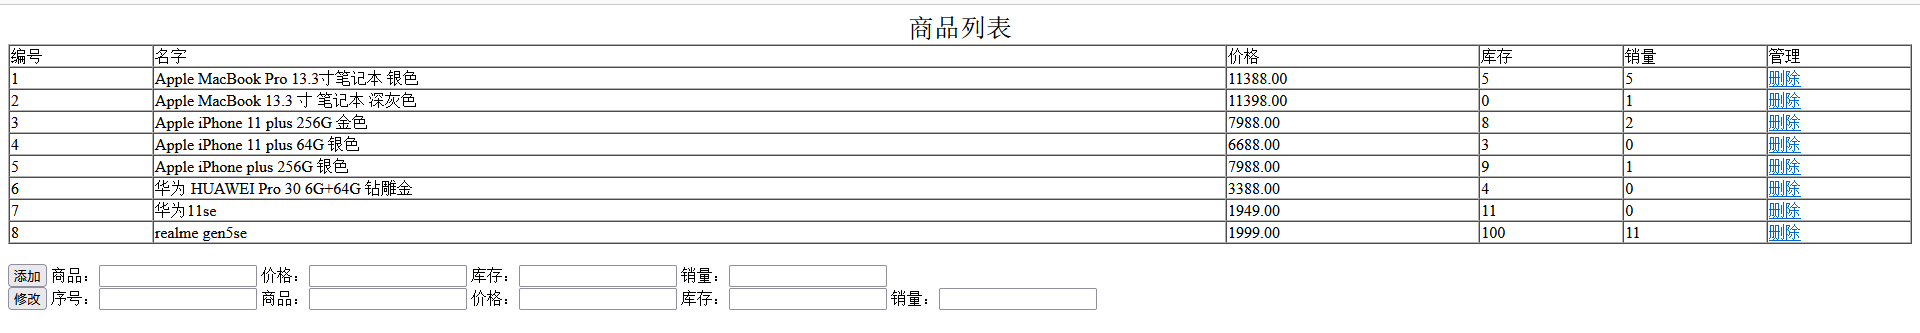 商品列表
编号 名字 价格 库存 销量 管理
1 Apple MacBook Pro 13.3寸笔记本 银色 11388.00 5 5 删除
2 Apple MacBook 13.3 寸 笔记本 深灰色 11398.00 0 1 删除
3 Apple iPhone 11 plus 256G 金色 7988.00 8 2 删除
4 Apple iPhone 11 plus 64G 银色 6688.00 3 0 删除
5 Apple iPhone plus 256G 银色 7988.00 9 1 删除
6 华为 HUAWEI Pro 30 6G+64G 钻雕金 3388.00 4 0 删除
7 华为11se 1949.00 11 0 删除
8 realme gen5se 1999.00 100 11 删除
添加 商品： 价格： 库存： 销量：
修改 序号： 商品： 价格： 库存： 销量：